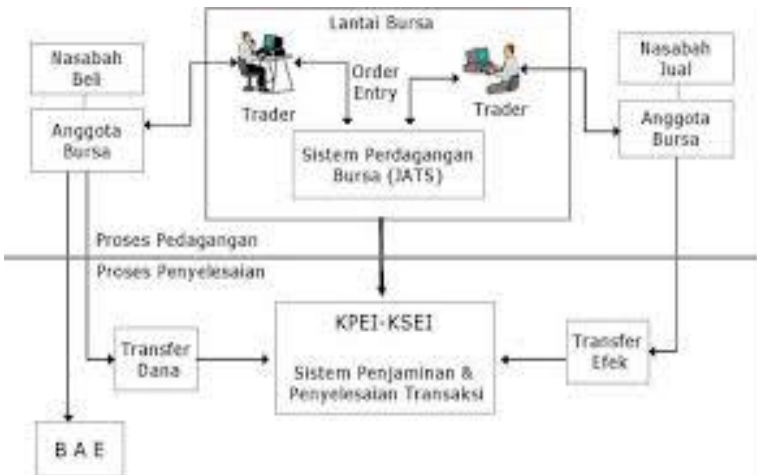 Lantai Bursa
Nasabah
Beli
Anggota
Bursa
Trader
Order
Entry
Trader
Nasabah
Jual
Anggota
Bursa
Sistem Perdagangan
Bursa (JATS)
Proses Pedagangan
Proses Penyelesaian
Transfer
Dana
KPEI-KSEI
Sistem Penjaminan &
Penyelesaian Transaksi
Transfer
Efek
B A E